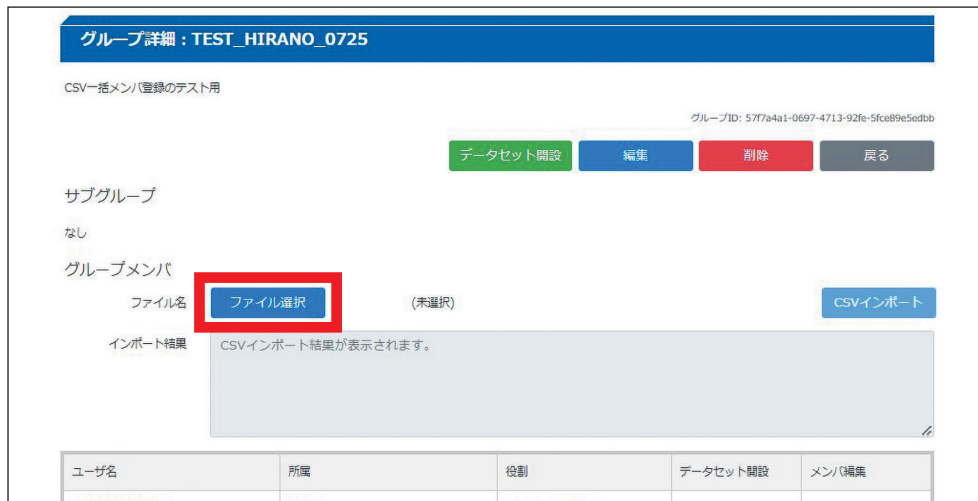 グループ詳細：TEST_HIRANO_0725
CSV一括メンバ登録のテスト用
グループID: 57f7a4a1-0697-4713-92fe-5fce89e5edbb
データセット開設 編集 削除 戻る
サブグループ
なし
グループメンバ
ファイル名 ファイル選択 (未選択) CSVインポート
インポート結果 CSVインポート結果が表示されます。
ユーザ名 所属 役割 データセット開設 メンバ編集